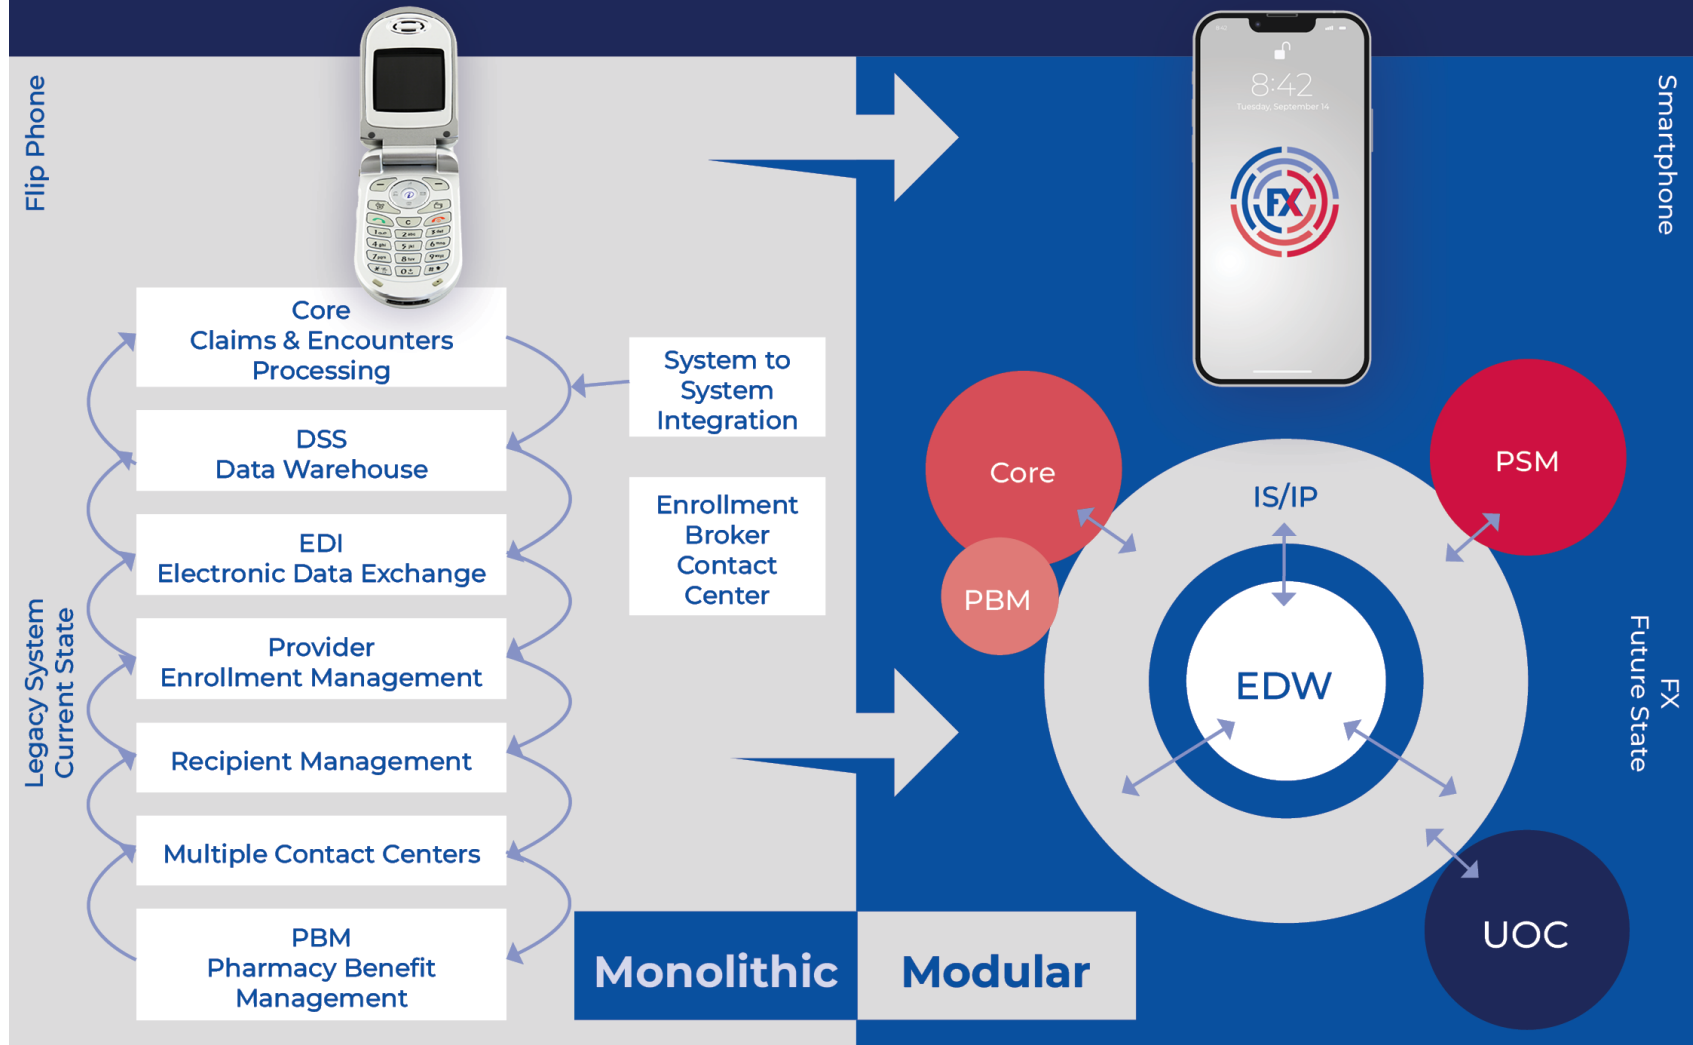 Flip Phone
8:42
Tuesday, September 14
FX
Smartphone
Core
Claims & Encounters
Processing
DSS
Data Warehouse
EDI
Electronic Data Exchange
Provider
Enrollment Management
Recipient Management
Multiple Contact Centers
PBM
Pharmacy Benefit
Management
System to
System
Integration
Enrollment
Broker
Contact
Center
Legacy System
Current State
Monolithic
Modular
Core
PBM
IS/IP
PSM
EDW
UOC
FX
Future State